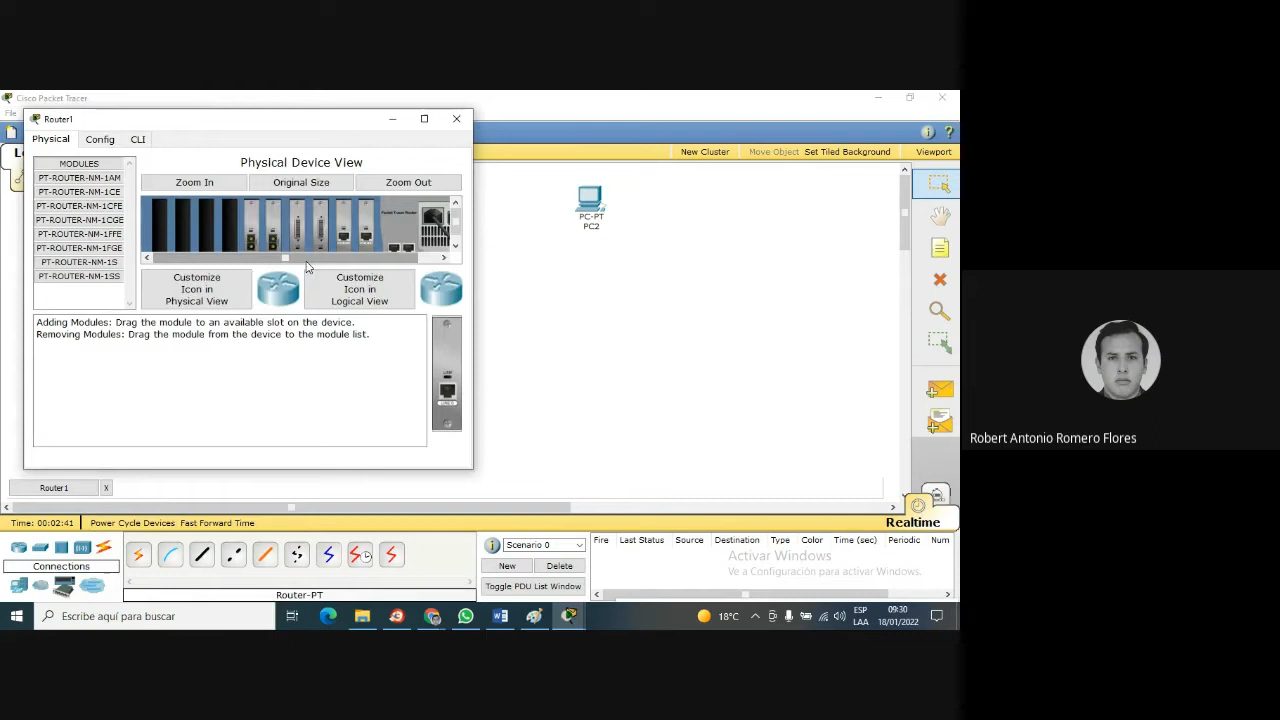 Cisco Packet Tracer
File
Router1
Physical
Config
CLI
MODULES
PT-ROUTER-NM-1AM
PT-ROUTER-NM-1CE
PT-ROUTER-NM-1CFE
PT-ROUTER-NM-1CGE
PT-ROUTER-NM-1FFE
PT-ROUTER-NM-1FGE
PT-ROUTER-NM-1S
PT-ROUTER-NM-1SS
Physical Device View
Zoom In
Original Size
Zoom Out
Customize
Icon in
Physical View
Customize
Icon in
Logical View
Adding Modules: Drag the module to an available slot on the device.
Removing Modules: Drag the module from the device to the module list.
New Cluster
Move Object
Set Tiled Background
Viewport
PC-PT
PC2
Robert Antonio Romero Flores
Router1
X
Time: 00:02:41
Power Cycle Devices Fast Forward Time
Realtime
Connections
Router-PT
Scenario 0
New
Delete
Toggle PDU List Window
Fire
Last Status
Source
Destination
Type
Color
Time (sec)
Periodic
Num
Activar Windows
Ve a Configuración para activar Windows.
Escribe aquí para buscar
18°C
ESP
LAA
09:30
18/01/2022